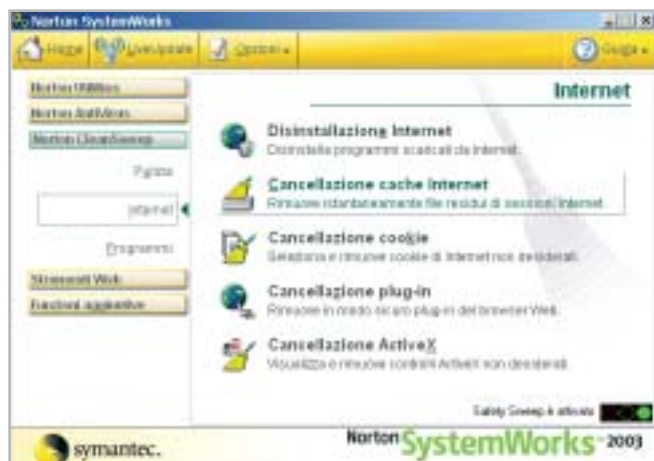 Norton SystemWorks
Home LiveUpdate Opzioni Guida
Norton Utilities
Norton AntiVirus
Norton CleanSweep
Pulizia
Internet
Programmi
Strumenti Web
Funzioni aggiuntive
Internet
Disinstallazione Internet
Disinstalla programmi scaricati da Internet.
Cancellazione cache Internet
Rimuove istantaneamente file residui di sessioni Internet.
Cancellazione cookie
Seleziona e rimuove cookie di Internet non desiderati.
Cancellazione plug-in
Rimuove in modo sicuro plug-in del browser Web.
Cancellazione ActiveX
Visualizza e rimuove controlli ActiveX non desiderati.
Safety Sweep è attivato
symantec.
Norton SystemWorks 2003